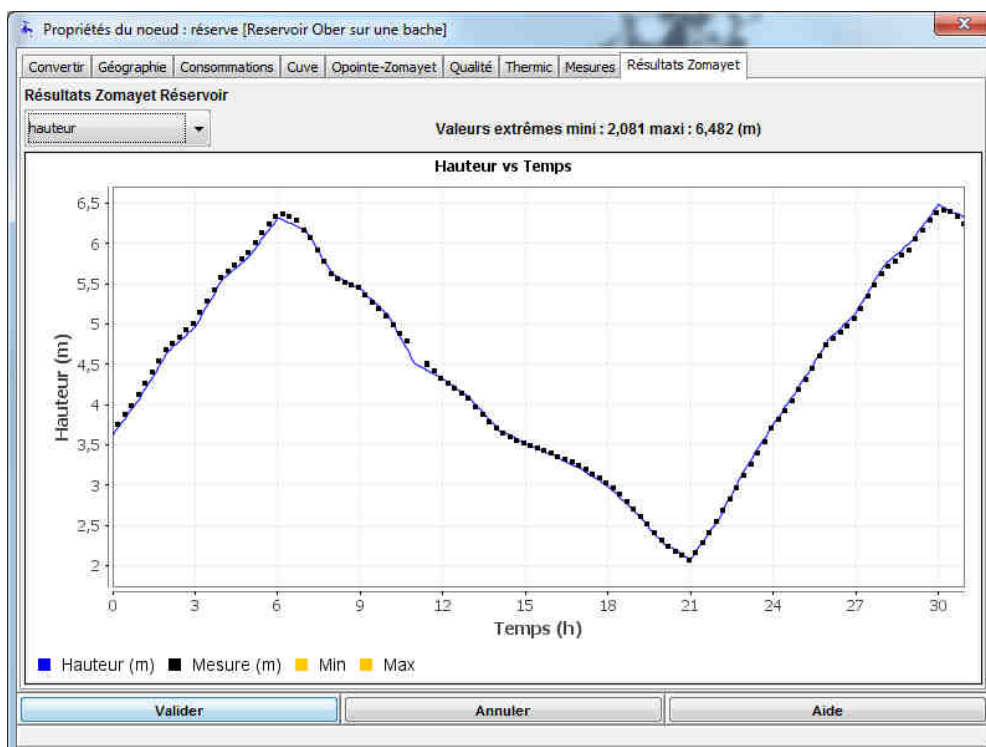 Propriétés du noeud : réserve [Reservoir Ober sur une bache]
Convertir Géographie Consommations Cuve Opointe-Zomayet Qualité Thermic Mesures Résultats Zomayet
Résultats Zomayet Réservoir
hauteur Valeurs extrêmes mini : 2,081 maxi : 6,482 (m)
Hauteur vs Temps
6,5
6
5,5
5
4,5
4
3,5
3
2,5
2
Hauteur (m)
0 3 6 9 12 15 18 21 24 27 30
Temps (h)
Hauteur (m) Mesure (m) Min Max
Valider Annuler Aide